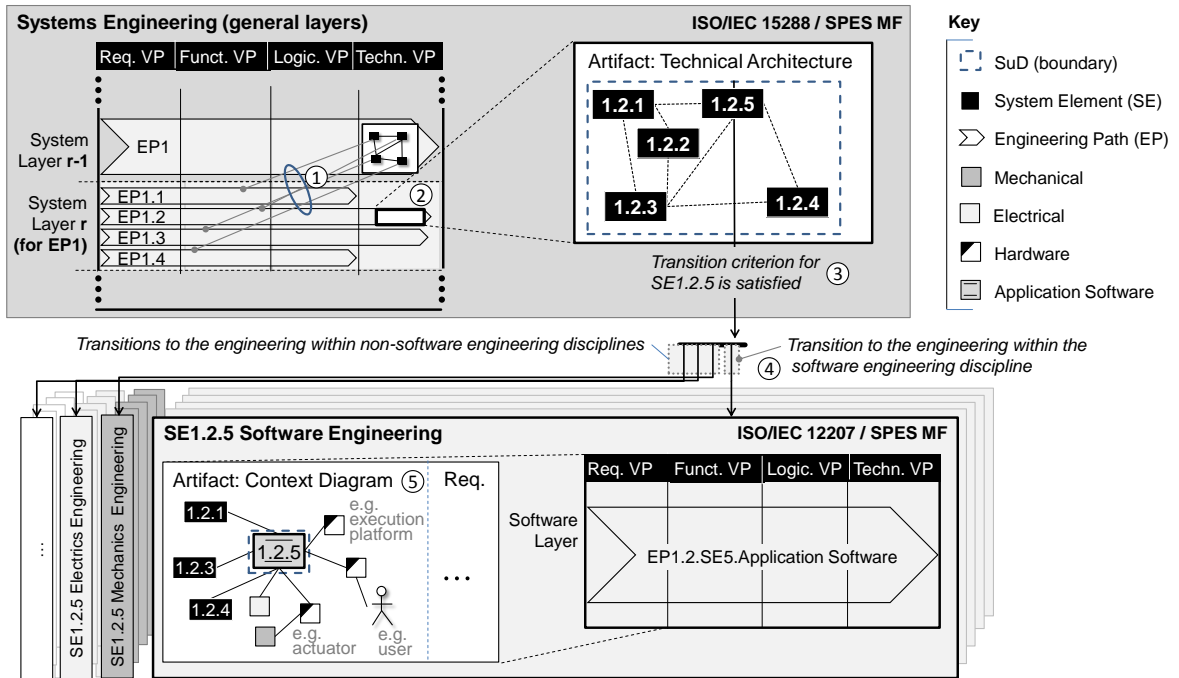 Systems Engineering (general layers)
ISO/IEC 15288 / SPES MF
Req. VP
Funct. VP
Logic. VP
Techn. VP
System
Layer r-1
EP1
①
System
Layer r
(for EP1)
EP1.1
EP1.2
EP1.3
EP1.4
②
Artifact: Technical Architecture
1.2.1
1.2.5
1.2.2
1.2.3
1.2.4
Transition criterion for
SE1.2.5 is satisfied
③
Key
SuD (boundary)
System Element (SE)
Engineering Path (EP)
Mechanical
Electrical
Hardware
Application Software
Transitions to the engineering within non-software engineering disciplines
Transition to the engineering within the
software engineering discipline
④
...
SE1.2.5 Electrics Engineering
SE1.2.5 Mechanics Engineering
SE1.2.5 Software Engineering
ISO/IEC 12207 / SPES MF
Artifact: Context Diagram ⑤
Req.
1.2.1
1.2.3
1.2.4
1.2.5
e.g.
execution
platform
e.g.
actuator
e.g.
user
...
Software
Layer
Req. VP
Funct. VP
Logic. VP
Techn. VP
EP1.2.SE5.Application Software